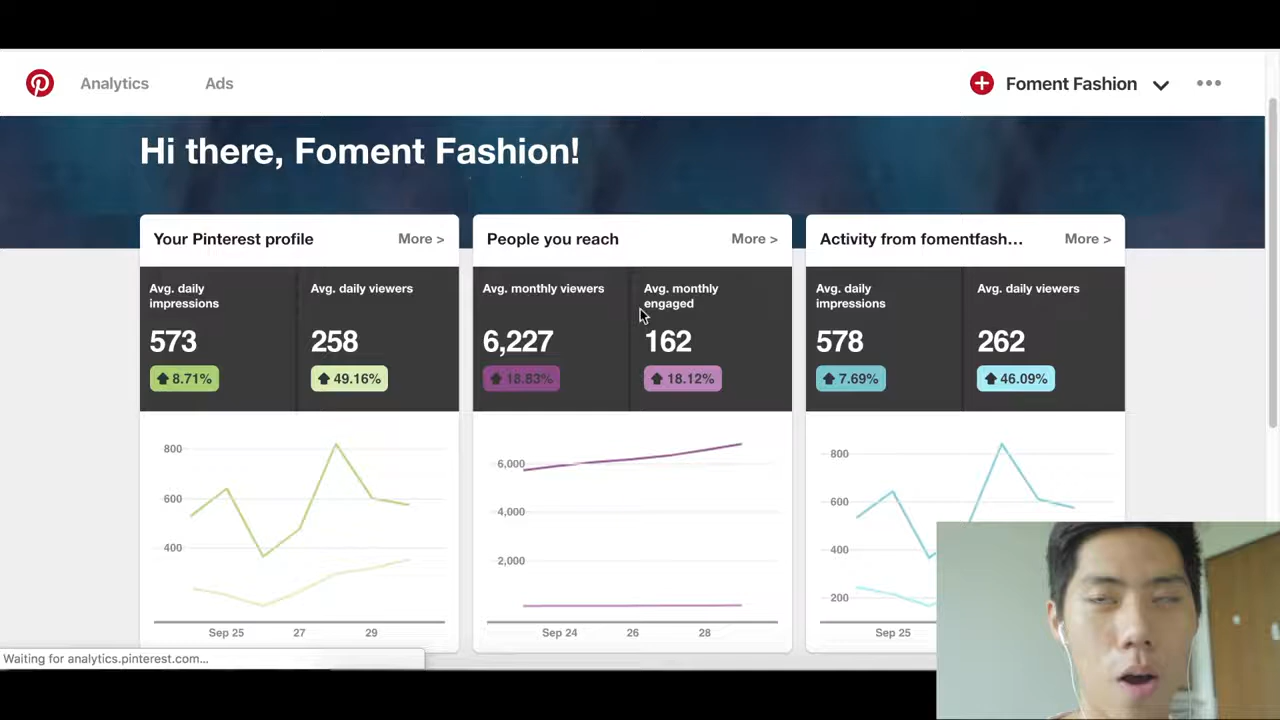 Analytics
Ads
Foment Fashion
Hi there, Foment Fashion!
Your Pinterest profile
More >
Avg. daily
impressions
573
8.71%
Avg. daily viewers
258
49.16%
800
600
400
Sep 25
27
29
People you reach
More >
Avg. monthly viewers
6,227
18.83%
Avg. monthly
engaged
162
18.12%
6,000
4,000
2,000
Sep 24
26
28
Activity from fomentfash...
More >
Avg. daily
impressions
578
7.69%
Avg. daily viewers
262
46.09%
800
600
400
200
Sep 25
Waiting for analytics.pinterest.com...